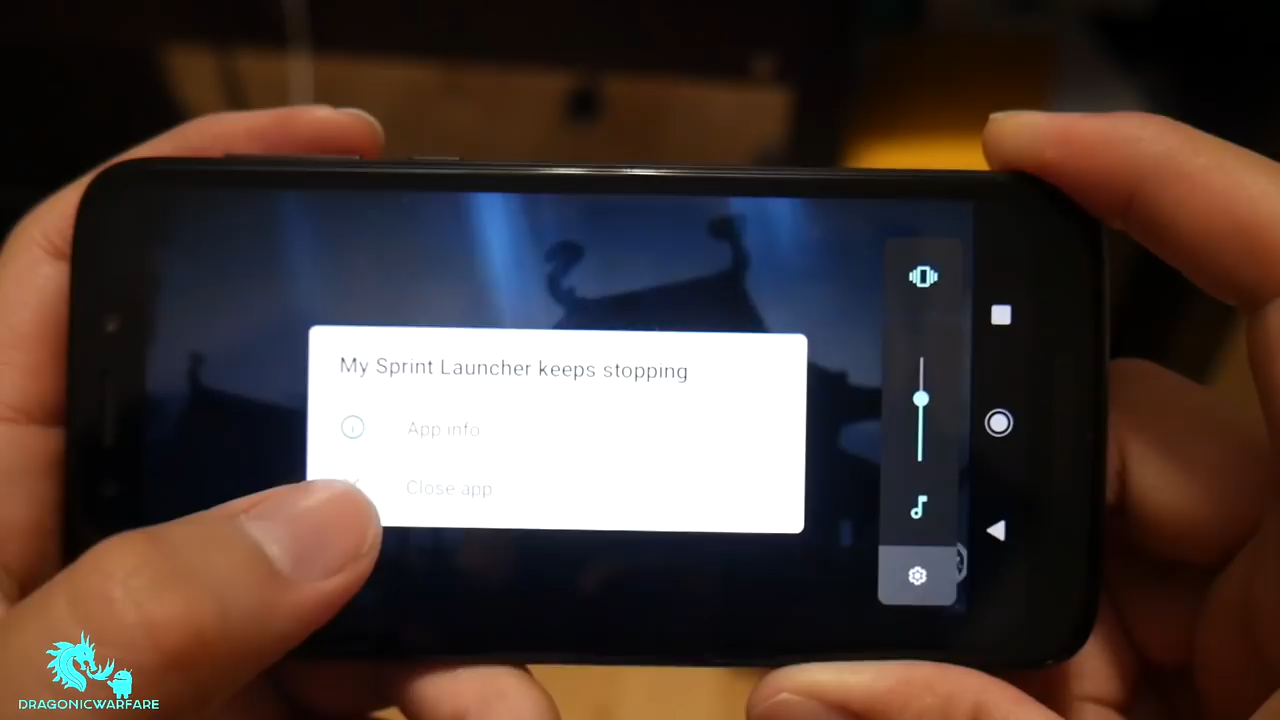 My Sprint Launcher keeps stopping
App info
Close app
DRAGONICWARFARE